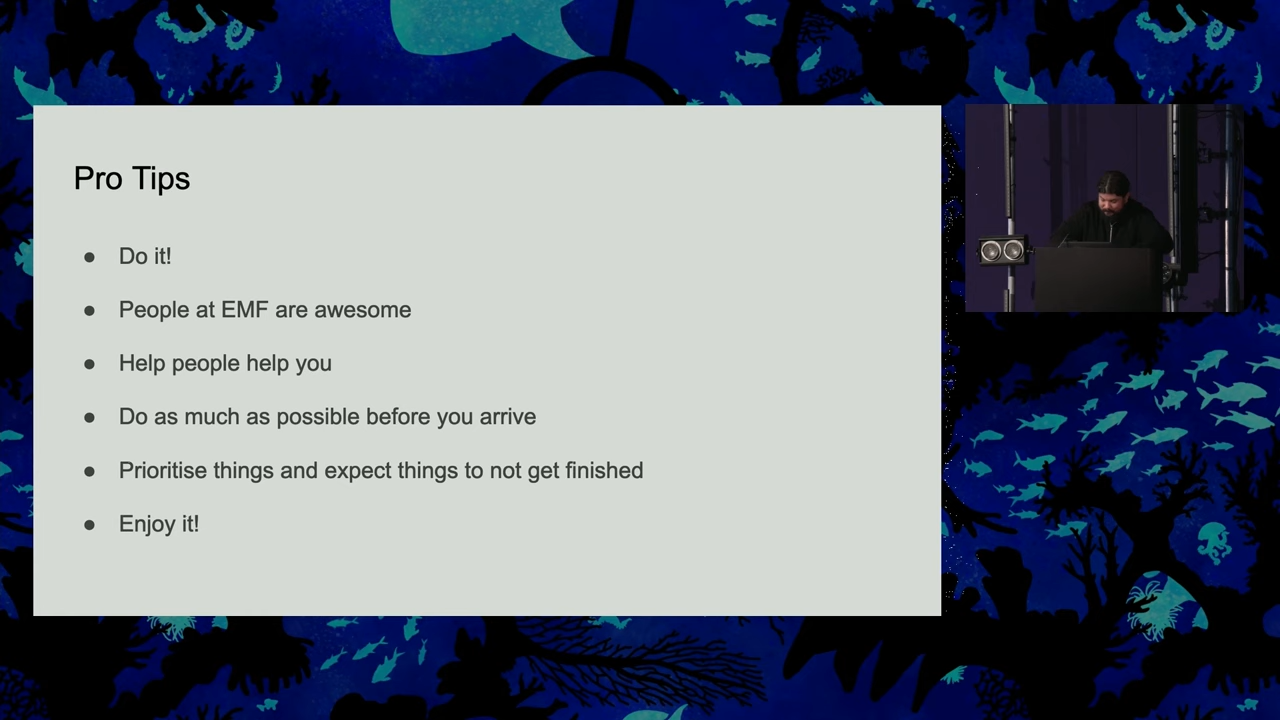 Pro Tips
● Do it!
● People at EMF are awesome
● Help people help you
● Do as much as possible before you arrive
● Prioritise things and expect things to not get finished
● Enjoy it!